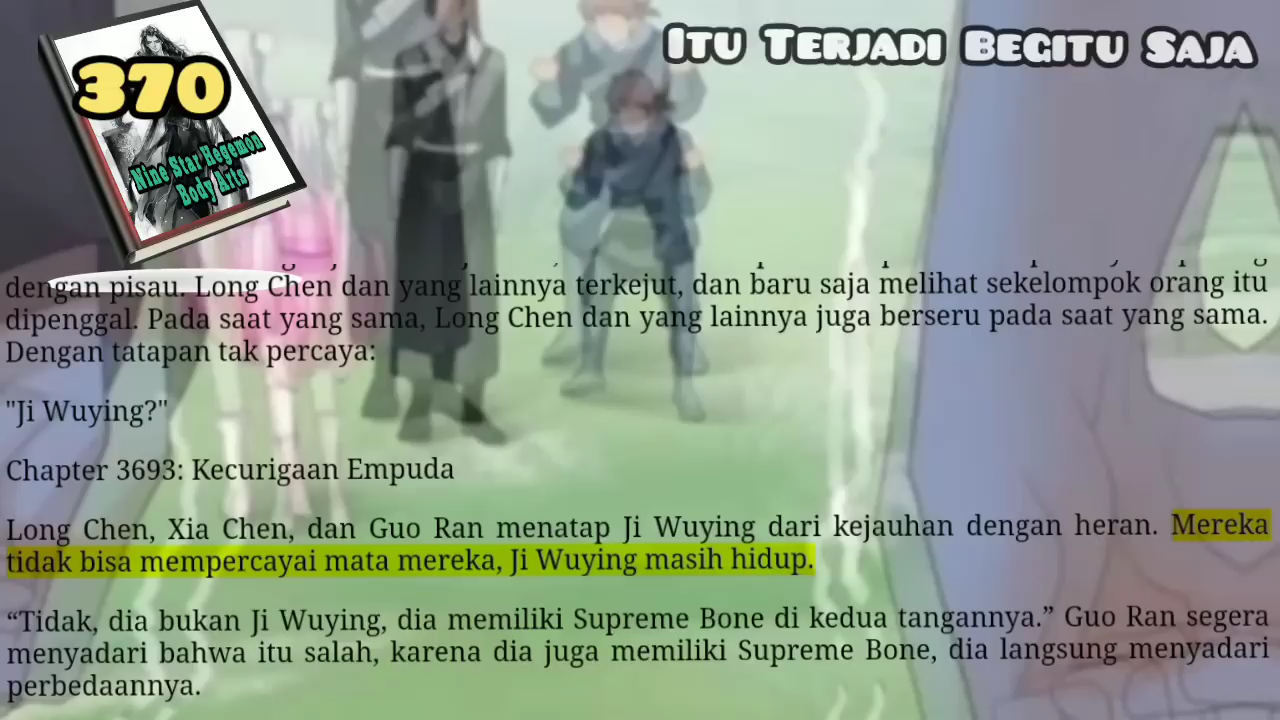 Itu Terjadi Begitu Saja
370
Nine Star Hegemon
Body Arts
dengan pisau. Long Chen dan yang lainnya terkejut, dan baru saja melihat sekelompok orang itu
dipenggal. Pada saat yang sama, Long Chen dan yang lainnya juga berseru pada saat yang sama.
Dengan tatapan tak percaya:
"Ji Wuying?"
Chapter 3693: Kecurigaan Empuda
Long Chen, Xia Chen, dan Guo Ran menatap Ji Wuying dari kejauhan dengan heran. Mereka
tidak bisa mempercayai mata mereka, Ji Wuying masih hidup.
“Tidak, dia bukan Ji Wuying, dia memiliki Supreme Bone di kedua tangannya.” Guo Ran segera
menyadari bahwa itu salah, karena dia juga memiliki Supreme Bone, dia langsung menyadari
perbedaannya.